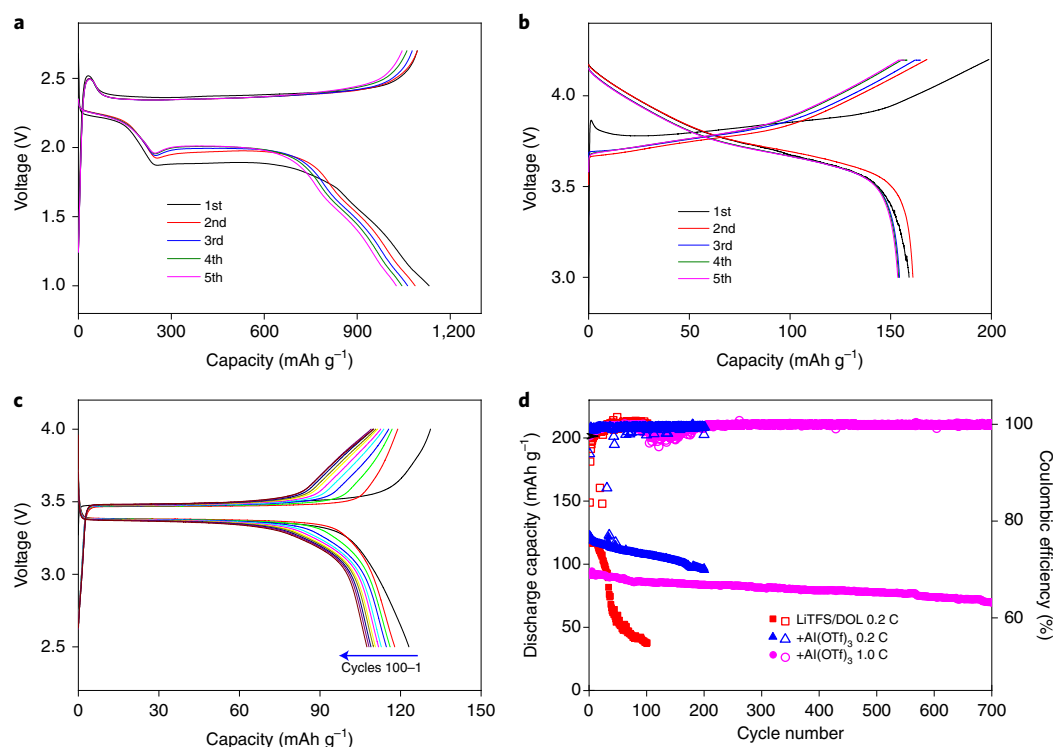 a
2.5
2.0
1.5
1.0
Voltage (V)
1st
2nd
3rd
4th
5th
0
300
600
900
1,200
Capacity (mAh g⁻¹)
b
4.0
3.5
3.0
Voltage (V)
1st
2nd
3rd
4th
5th
0
50
100
150
200
Capacity (mAh g⁻¹)
c
4.0
3.5
3.0
2.5
Voltage (V)
Cycles 100–1
0
30
60
90
120
150
Capacity (mAh g⁻¹)
d
200
150
100
50
0
Discharge capacity (mAh g⁻¹)
100
80
60
Coulombic efficiency (%)
LiTFS/DOL 0.2 C
+Al(OTf)₃ 0.2 C
+Al(OTf)₃ 1.0 C
0
100
200
300
400
500
600
700
Cycle number